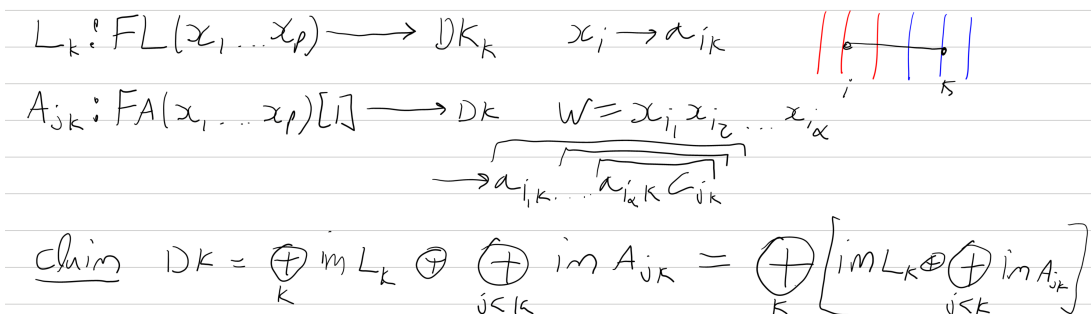 L_k : FL(x_1 ... x_p) ⟶ DK_k x_i → a_{ik}
i k
A_{jk} : FA(x_1 ... x_p)[1] ⟶ DK W = x_{i_1} x_{i_2} ... x_{i_α}
⟶ a_{i_1 k} .... a_{i_α k} C_{jk}
claim DK = ⊕_k im L_k ⊕ ⊕_{j<k} im A_{jk} = ⊕_k [im L_k ⊕ ⊕_{j<k} im A_{jk}]